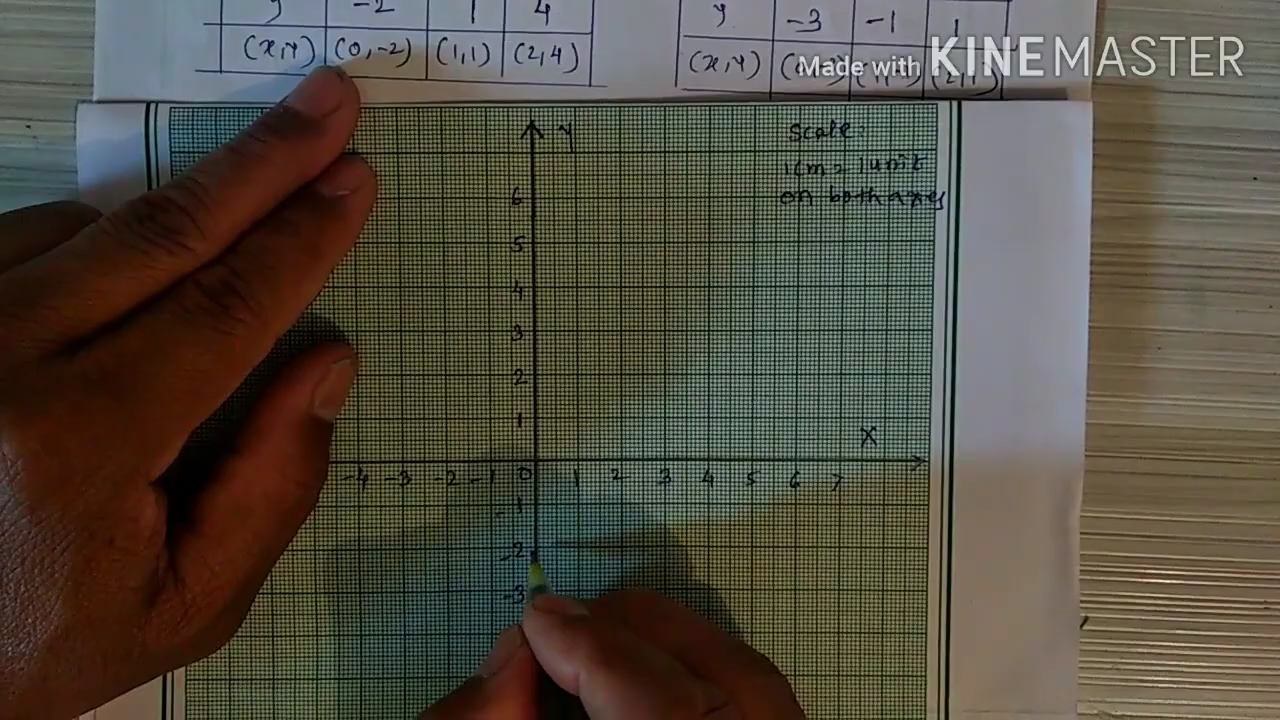 y -2 1 4
(x,y) (0,-2) (1,1) (2,4)
y -3 -1 1
(x,y)
Made with KINEMASTER
y
Scale:
1cm = 1unit
on both axes
6
5
4
3
2
1
X
-4 -3 -2 -1 0 1 2 3 4 5 6 7
-1
-2
-3